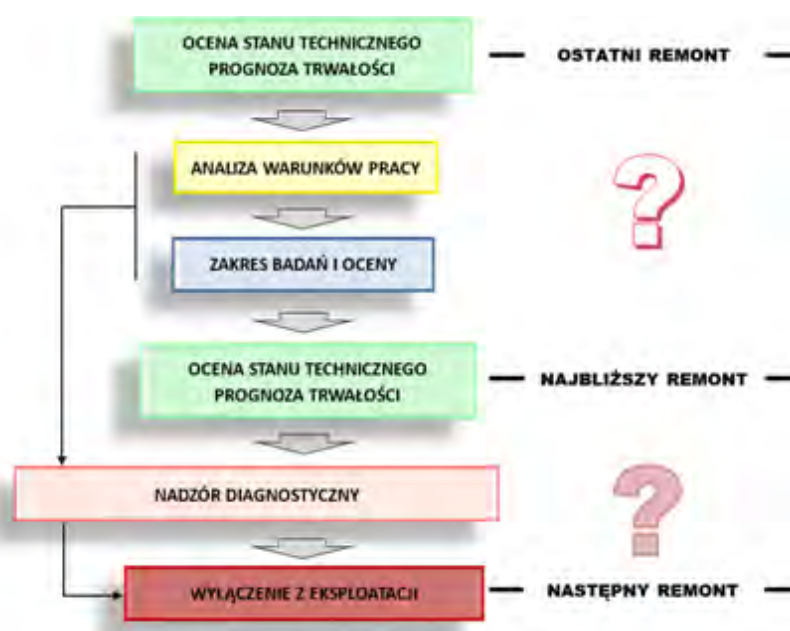 OCENA STANU TECHNICZNEGO
PROGNOZA TRWAŁOŚCI
OSTATNI REMONT
ANALIZA WARUNKÓW PRACY
?
ZAKRES BADAŃ I OCENY
OCENA STANU TECHNICZNEGO
PROGNOZA TRWAŁOŚCI
NAJBLIŻSZY REMONT
NADZÓR DIAGNOSTYCZNY
?
WYŁĄCZENIE Z EKSPLOATACJI
NASTĘPNY REMONT